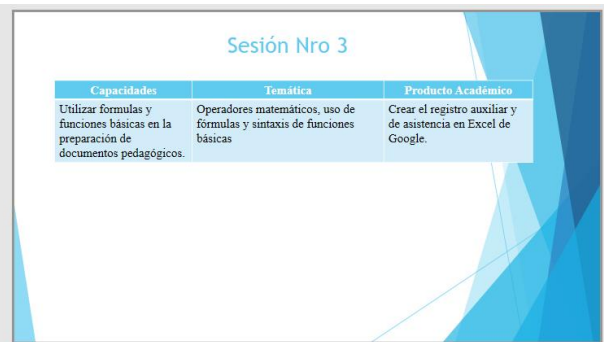 Sesión Nro 3
Capacidades
Temática
Producto Académico
Utilizar formulas y
funciones básicas en la
preparación de
documentos pedagógicos.
Operadores matemáticos, uso de
fórmulas y sintaxis de funciones
básicas
Crear el registro auxiliar y
de asistencia en Excel de
Google.